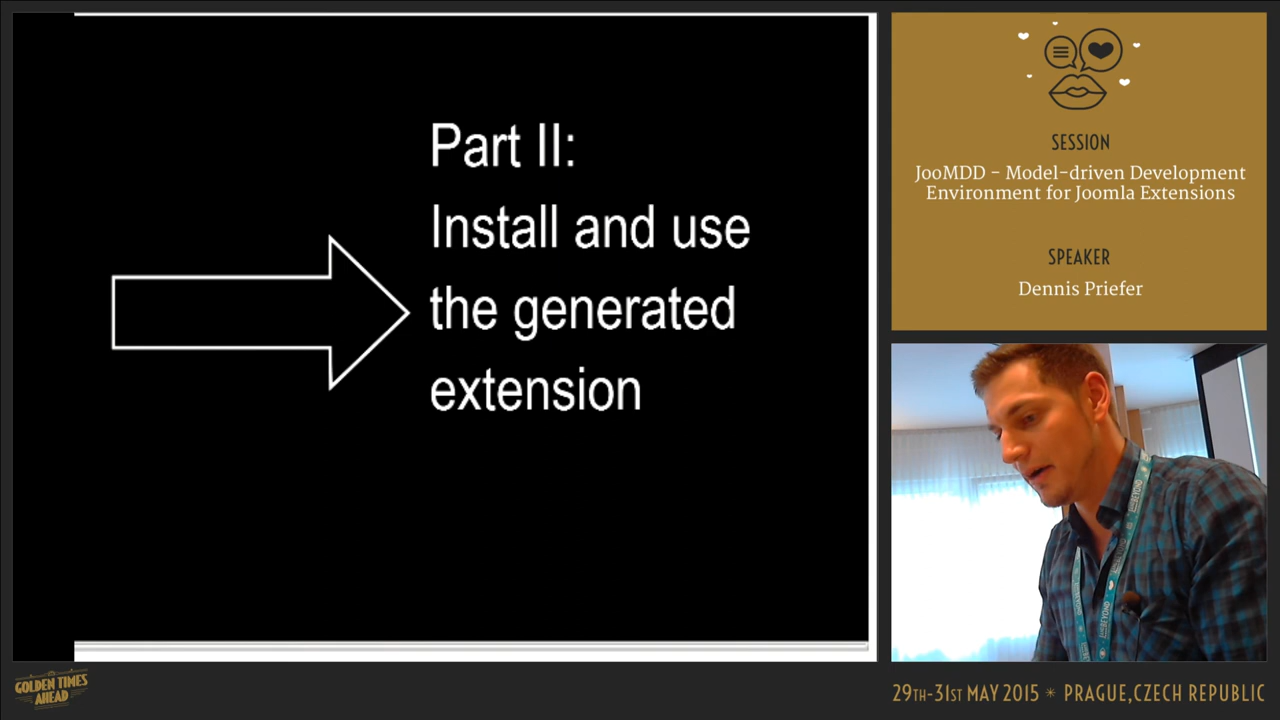 Part II:
Install and use
the generated
extension
SESSION
JooMDD - Model-driven Development
Environment for Joomla Extensions
SPEAKER
Dennis Priefer
GOLDEN TIMES
AHEAD
29TH-31ST MAY 2015 * PRAGUE,CZECH REPUBLIC